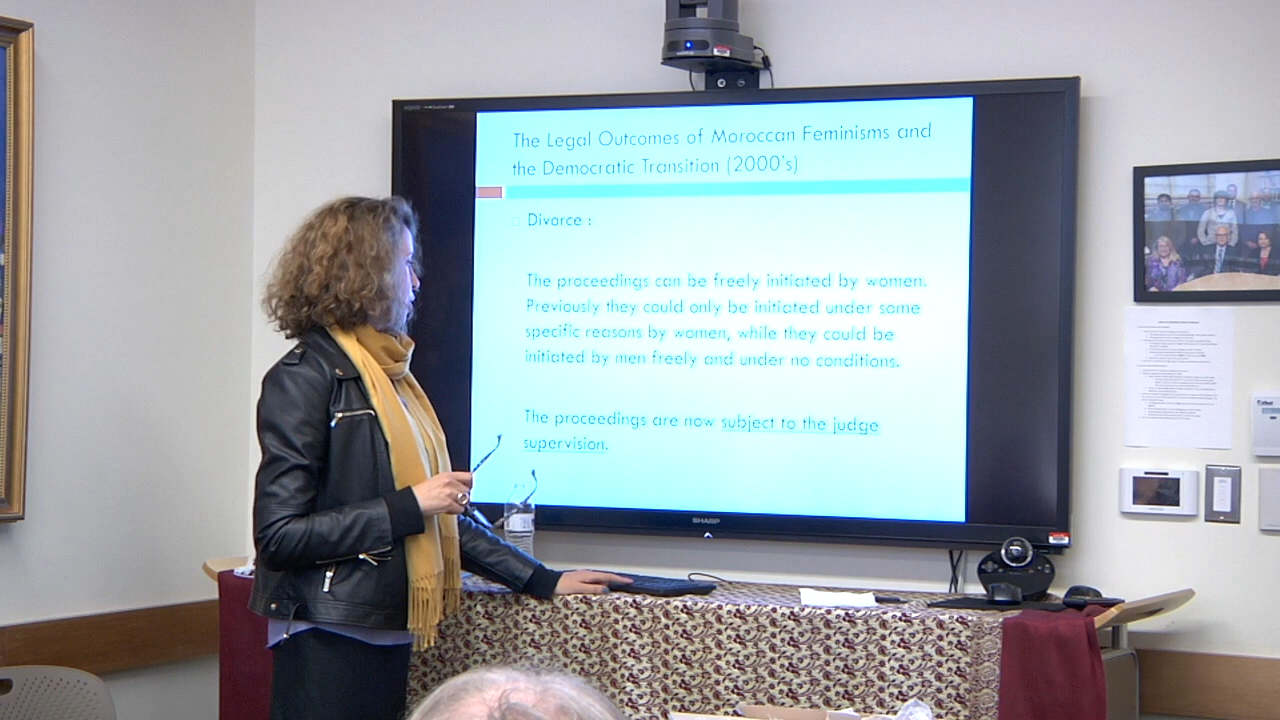 The Legal Outcomes of Moroccan Feminisms and
the Democratic Transition (2000's)
Divorce :
The proceedings can be freely initiated by women.
Previously they could only be initiated under some
specific reasons by women, while they could be
initiated by men freely and under no conditions.
The proceedings are now subject to the judge
supervision.
SHARP